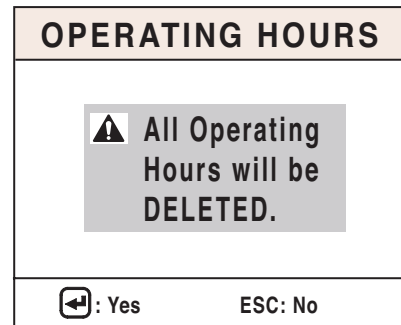 OPERATING HOURS
All Operating
Hours will be
DELETED.
: Yes ESC: No